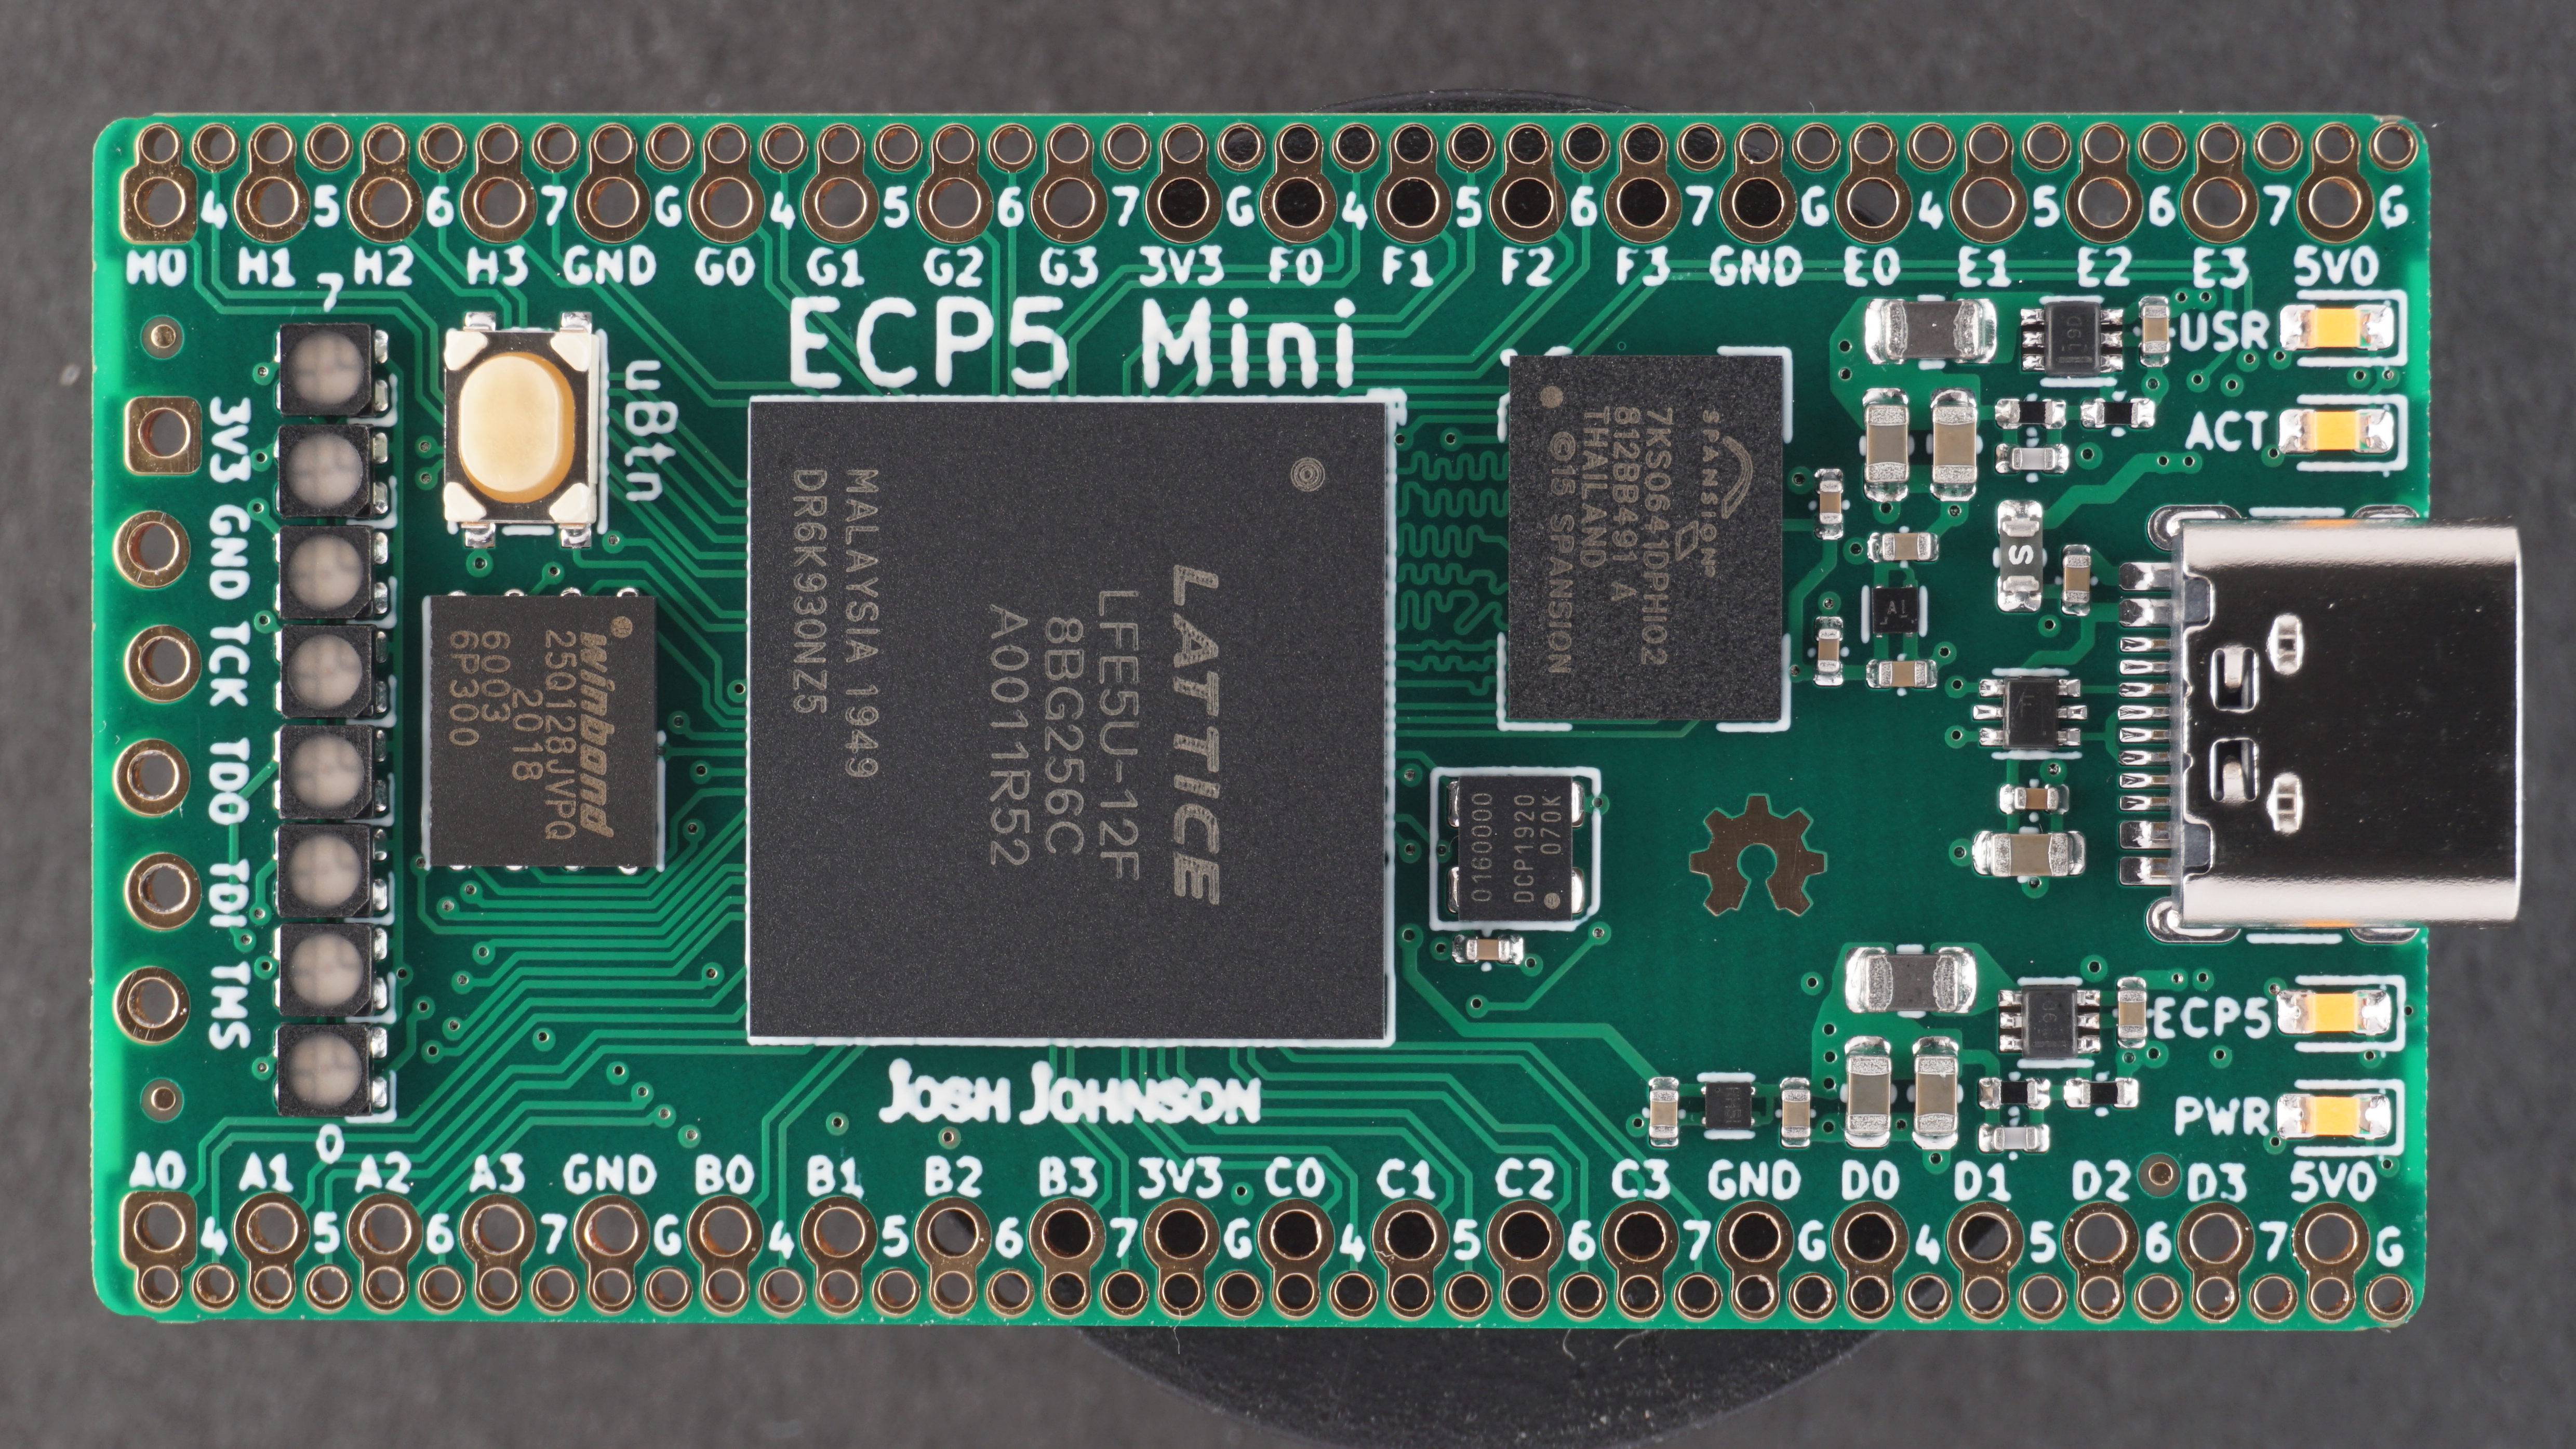 4 5 6 7 G 4 5 6 7 G 4 5 6 7 G 4 5 6 7 G
H0 H1 H2 H3 GND G0 G1 G2 G3 3V3 F0 F1 F2 F3 GND E0 E1 E2 E3 5V0
7
ECP5 Mini
USR
ACT
uBtn
3V3 GND TCK TDO TDI TMS
winbond
25Q128JVPQ
2018
6003
6P300
LATTICE
LFE5U-12F
8BG256C
A0011R52
MALAYSIA 1949
DR6K930NZ5
SPANSION
7KS0641DPHI02
812BB491 A
THAILAND
©15 SPANSION
S
A1
0160000
DCP1920
070K
ECP5
PWR
JOSH JOHNSON
0
A0 A1 A2 A3 GND B0 B1 B2 B3 3V3 C0 C1 C2 C3 GND D0 D1 D2 D3 5V0
4 5 6 7 G 4 5 6 7 G 4 5 6 7 G 4 5 6 7 G